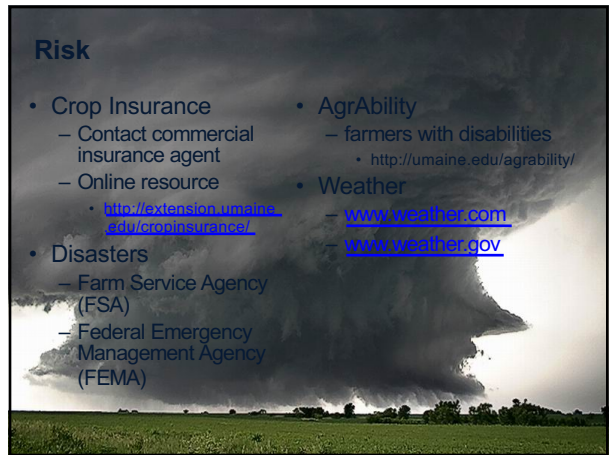 Risk
• Crop Insurance
– Contact commercial
insurance agent
– Online resource
• http://extension.umaine
.edu/cropinsurance/
• Disasters
– Farm Service Agency
(FSA)
– Federal Emergency
Management Agency
(FEMA)
• AgrAbility
– farmers with disabilities
• http://umaine.edu/agrability/
• Weather
– www.weather.com
– www.weather.gov